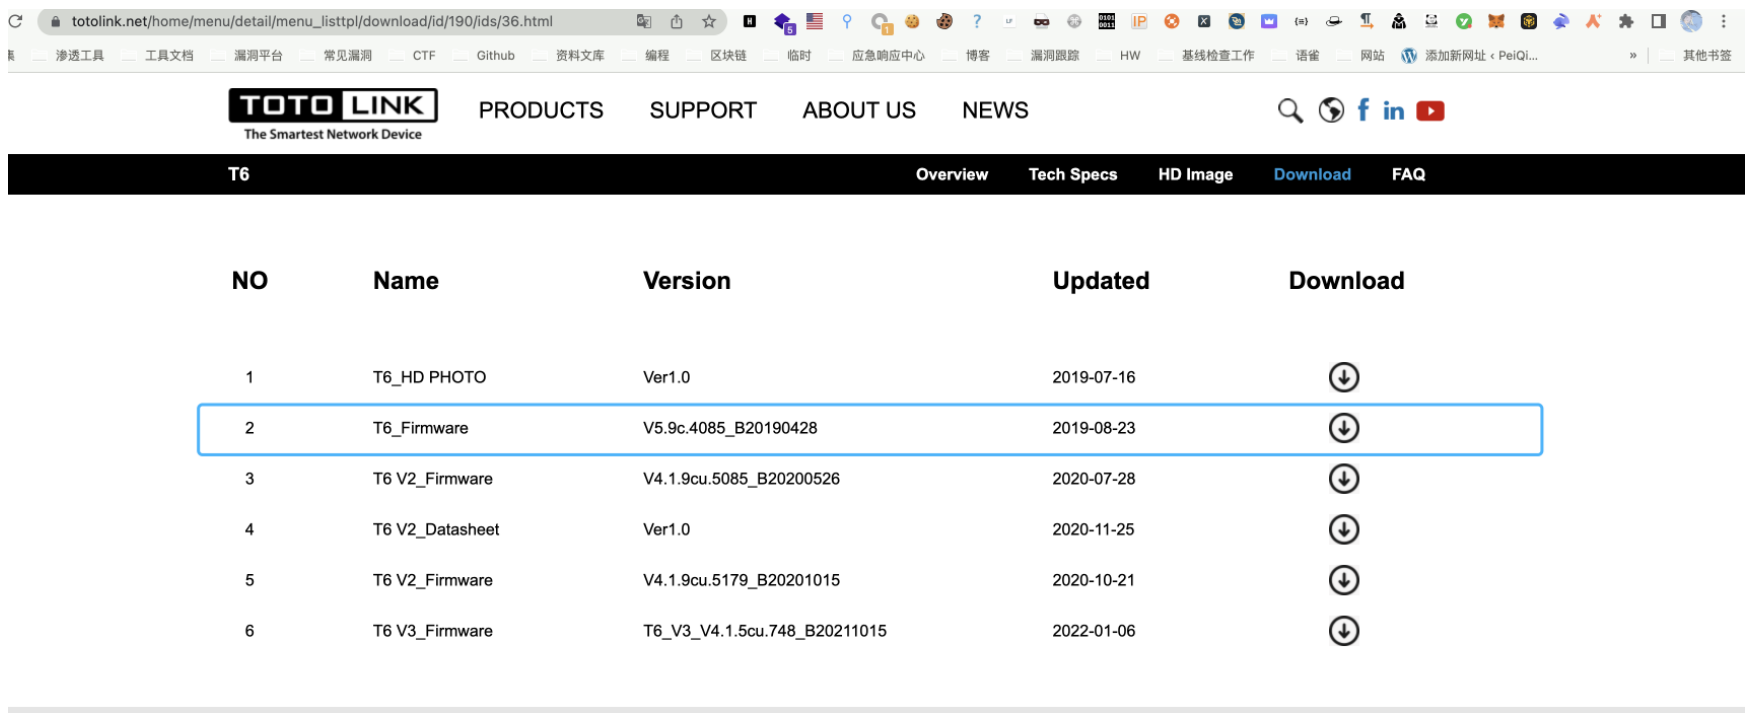 totolink.net/home/menu/detail/menu_listtpl/download/id/190/ids/36.html
渗透工具 工具文档 漏洞平台 常见漏洞 CTF Github 资料文库 编程 区块链 临时 应急响应中心 博客 漏洞跟踪 HW 基线检查工作 语雀 网站 添加新网址 ‹ PeiQi... » 其他书签
TOTO LINK PRODUCTS SUPPORT ABOUT US NEWS
The Smartest Network Device
T6 Overview Tech Specs HD Image Download FAQ
NO Name Version Updated Download
1 T6_HD PHOTO Ver1.0 2019-07-16
2 T6_Firmware V5.9c.4085_B20190428 2019-08-23
3 T6 V2_Firmware V4.1.9cu.5085_B20200526 2020-07-28
4 T6 V2_Datasheet Ver1.0 2020-11-25
5 T6 V2_Firmware V4.1.9cu.5179_B20201015 2020-10-21
6 T6 V3_Firmware T6_V3_V4.1.5cu.748_B20211015 2022-01-06